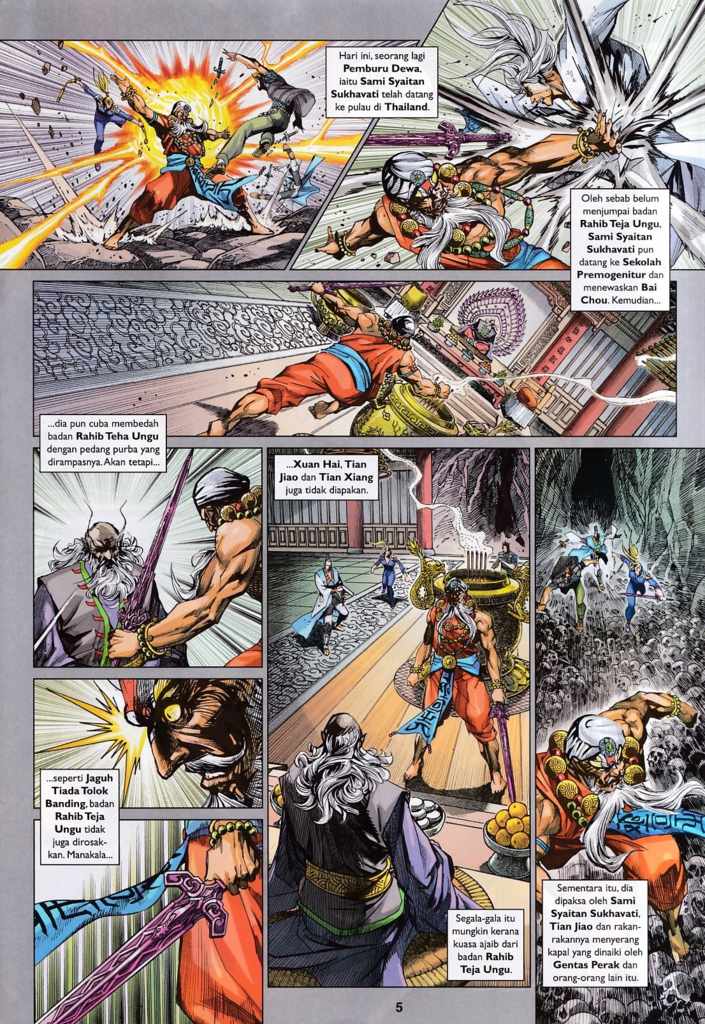 Hari ini, seorang lagi
Pemburu Dewa,
iaitu Sami Syaitan
Sukhavati telah datang
ke pulau di Thailand.
Oleh sebab belum
menjumpai badan
Rahib Teja Ungu,
Sami Syaitan
Sukhavati pun
datang ke Sekolah
Premogenitur dan
menewaskan Bai
Chou. Kemudian...
...dia pun cuba membedah
badan Rahib Teha Ungu
dengan pedang purba yang
dirampasnya. Akan tetapi...
...Xuan Hai, Tian
Jiao dan Tian Xiang
juga tidak diapakan.
...seperti Jaguh
Tiada Tolok
Banding, badan
Rahib Teja
Ungu tidak
juga dirosak-
kan. Manakala...
Segala-gala itu
mungkin kerana
kuasa ajaib dari
badan Rahib
Teja Ungu.
Sementara itu, dia
dipaksa oleh Sami
Syaitan Sukhavati,
Tian Jiao dan rakan-
rakannya menyerang
kapal yang dinaiki oleh
Gentas Perak dan
orang-orang lain itu.
5